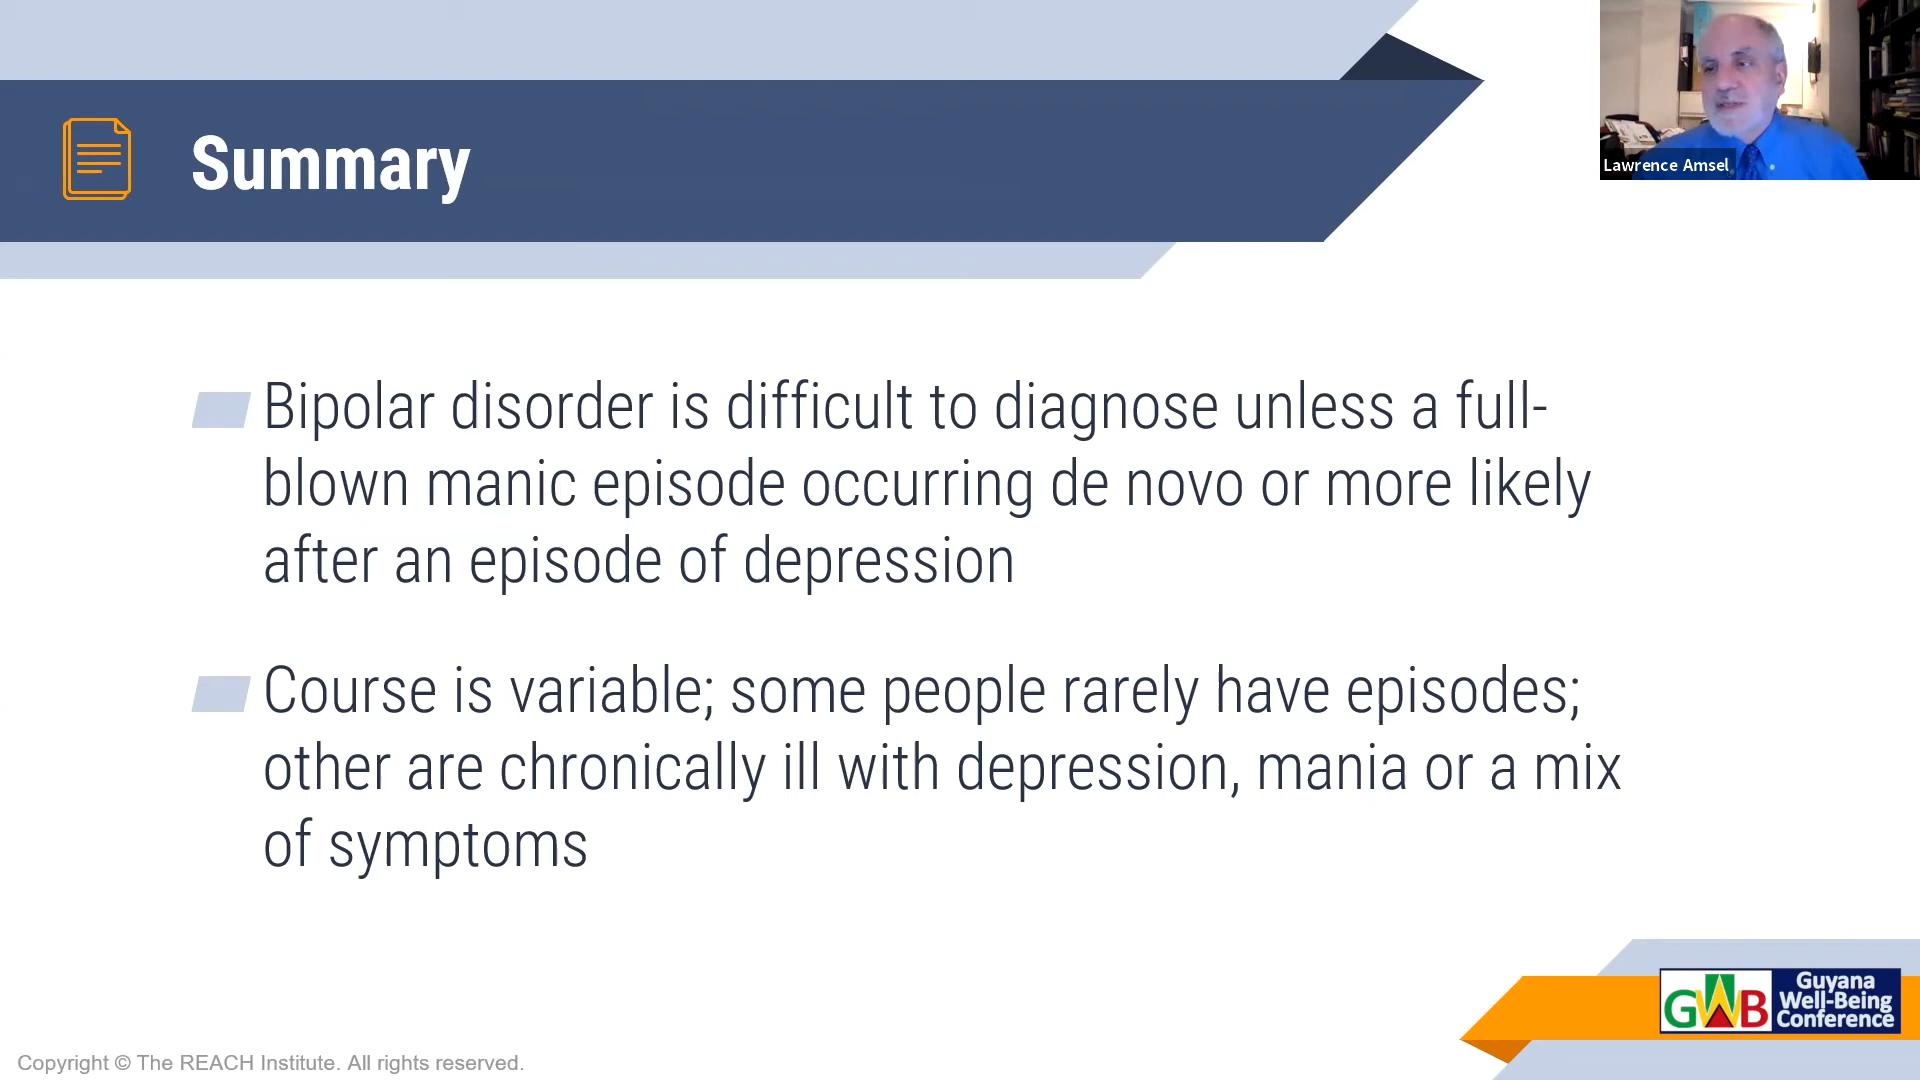 Summary
Lawrence Amsel
Bipolar disorder is difficult to diagnose unless a full-
blown manic episode occurring de novo or more likely
after an episode of depression
Course is variable; some people rarely have episodes;
other are chronically ill with depression, mania or a mix
of symptoms
GWB
Guyana
Well-Being
Conference
Copyright © The REACH Institute. All rights reserved.